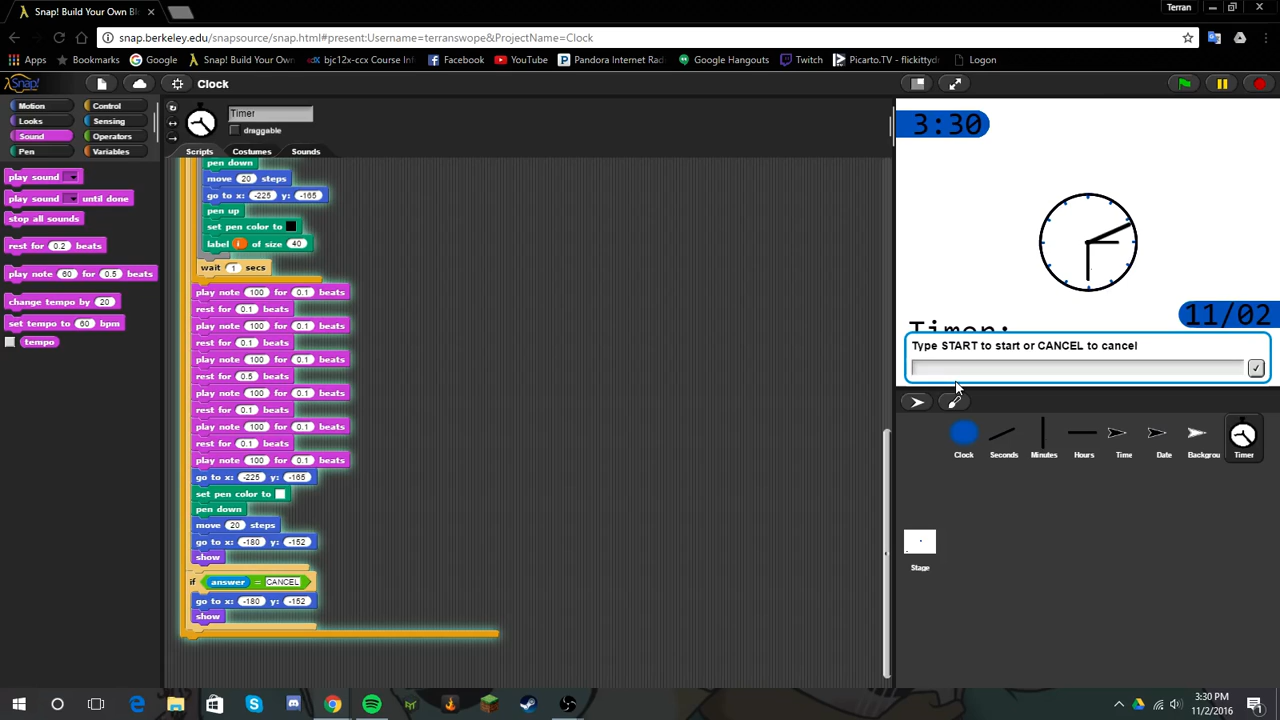 Snap! Build Your Own Bl
Terran
snap.berkeley.edu/snapsource/snap.html#present:Username=terranswope&ProjectName=Clock
Apps
Bookmarks
Google
Snap! Build Your Own
bjc12x-ccx Course Inf
Facebook
YouTube
Pandora Internet Rad
Google Hangouts
Twitch
Picarto.TV - flickittyd
Logon
Snap!
Clock
Motion
Control
Looks
Sensing
Sound
Operators
Pen
Variables
play sound
play sound until done
stop all sounds
rest for 0.2 beats
play note 60 for 0.5 beats
change tempo by 20
set tempo to 60 bpm
tempo
Timer
draggable
Scripts
Costumes
Sounds
pen down
move 20 steps
go to x: -225 y: -165
pen up
set pen color to
label i of size 40
wait 1 secs
play note 100 for 0.1 beats
rest for 0.1 beats
play note 100 for 0.1 beats
rest for 0.1 beats
play note 100 for 0.1 beats
rest for 0.5 beats
play note 100 for 0.1 beats
rest for 0.1 beats
play note 100 for 0.1 beats
rest for 0.1 beats
play note 100 for 0.1 beats
go to x: -225 y: -165
set pen color to
pen down
move 20 steps
go to x: -180 y: -152
show
if answer = CANCEL
go to x: -180 y: -152
show
3:30
11/02
Timer:
Type START to start or CANCEL to cancel
Clock
Seconds
Minutes
Hours
Time
Date
Backgrou
Timer
Stage
3:30 PM
11/2/2016